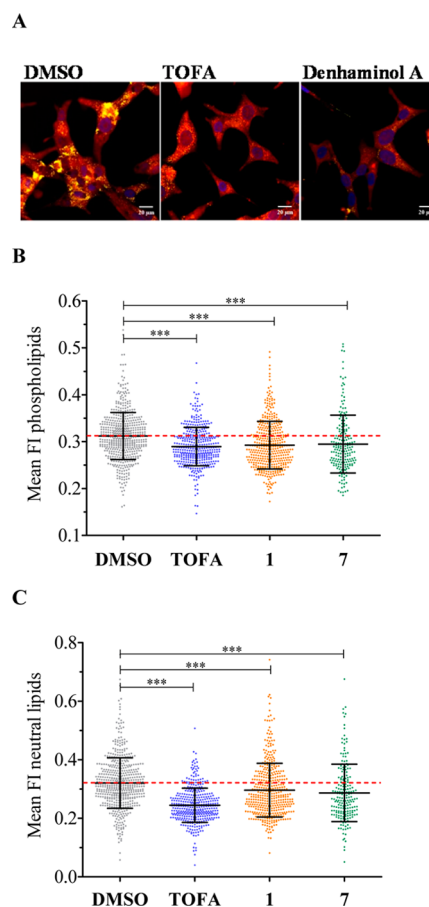 A
DMSO TOFA Denhaminol A
20 µm 20 µm 20 µm
B
Mean FI phospholipids
0.6
0.5
0.4
0.3
0.2
0.1
***
***
***
DMSO TOFA 1 7
C
Mean FI neutral lipids
0.8
0.6
0.4
0.2
0.0
***
***
***
DMSO TOFA 1 7